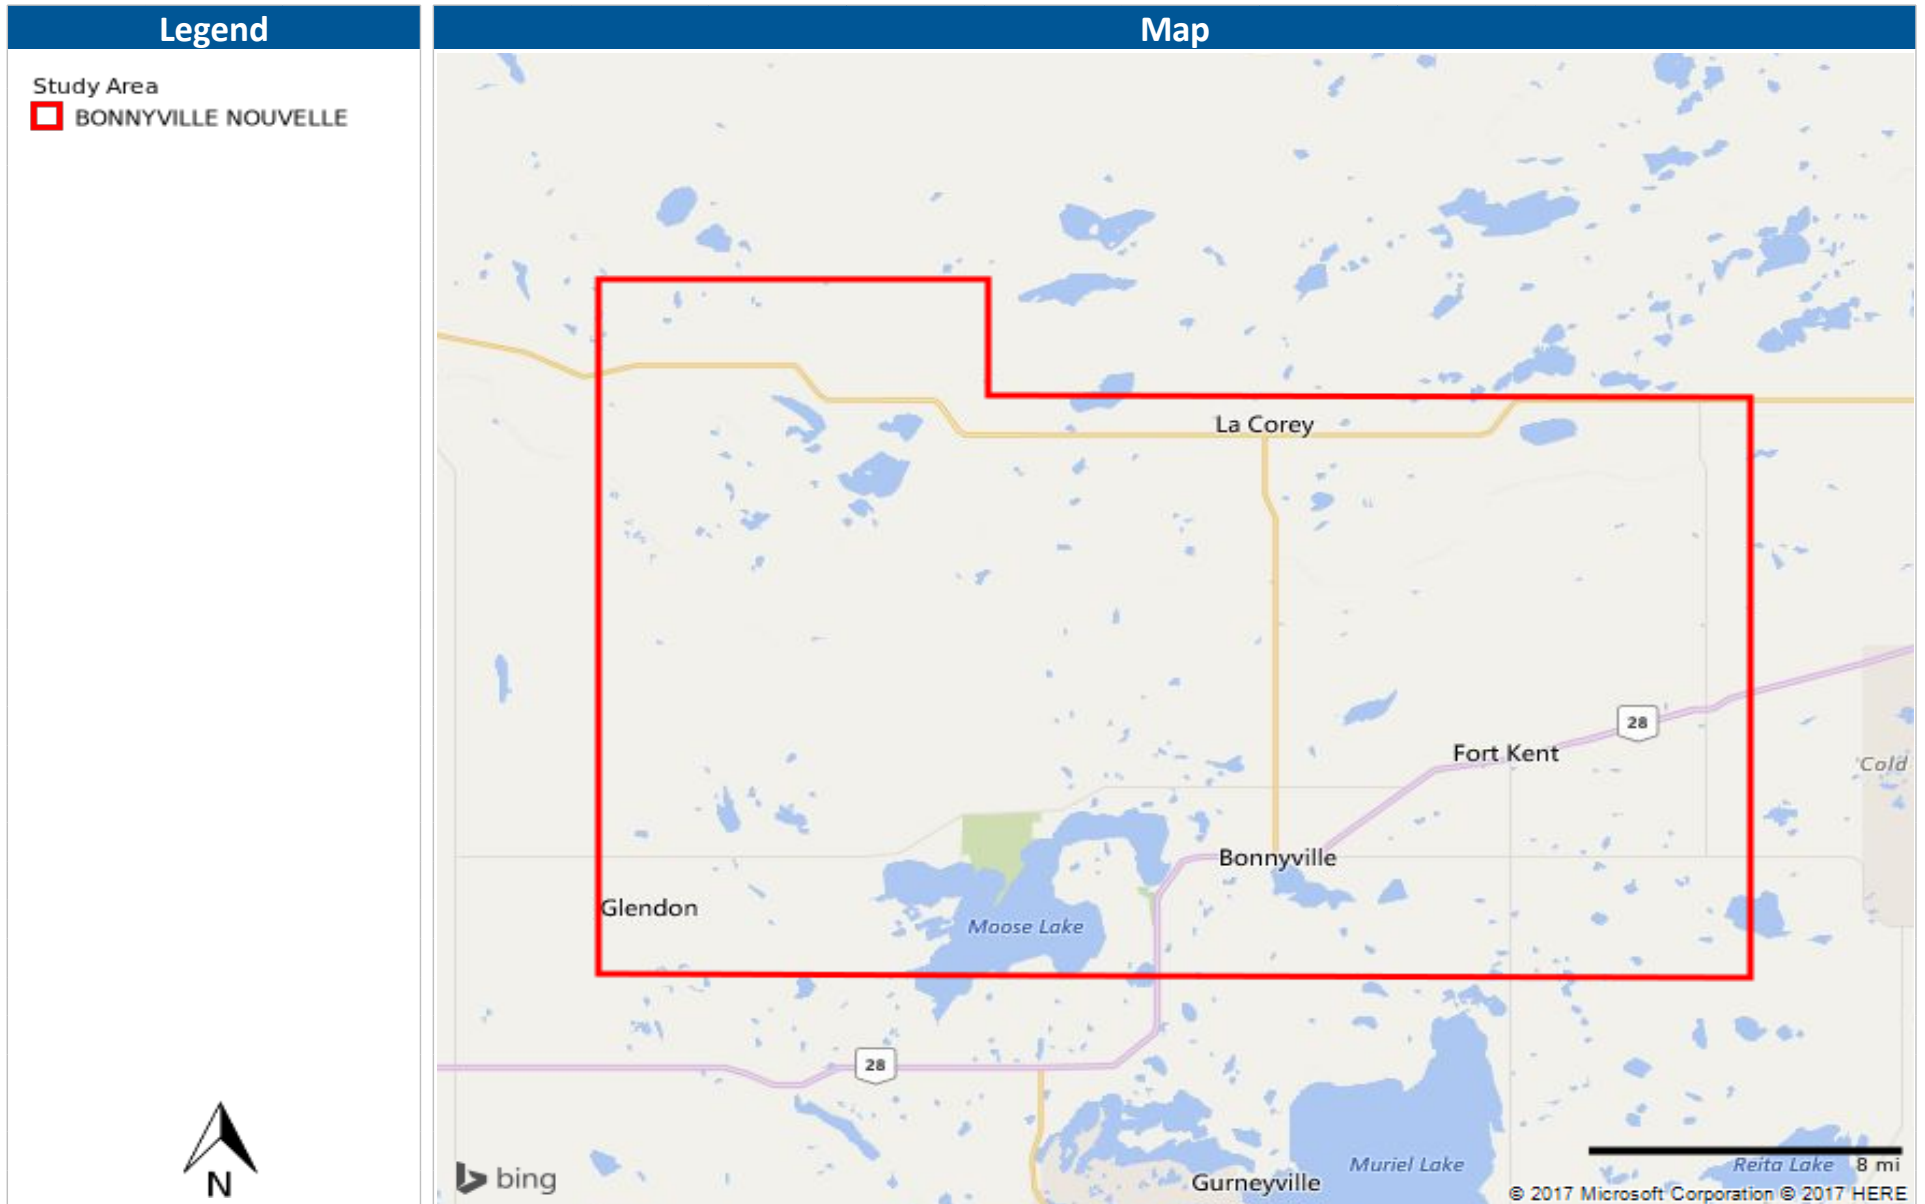 Legend
Map
Study Area
BONNYVILLE NOUVELLE
La Corey
28
Fort Kent
Cold
Bonnyville
Glendon
Moose Lake
28
Muriel Lake
Reita Lake
8 mi
bing
Gurneyville
N
© 2017 Microsoft Corporation © 2017 HERE